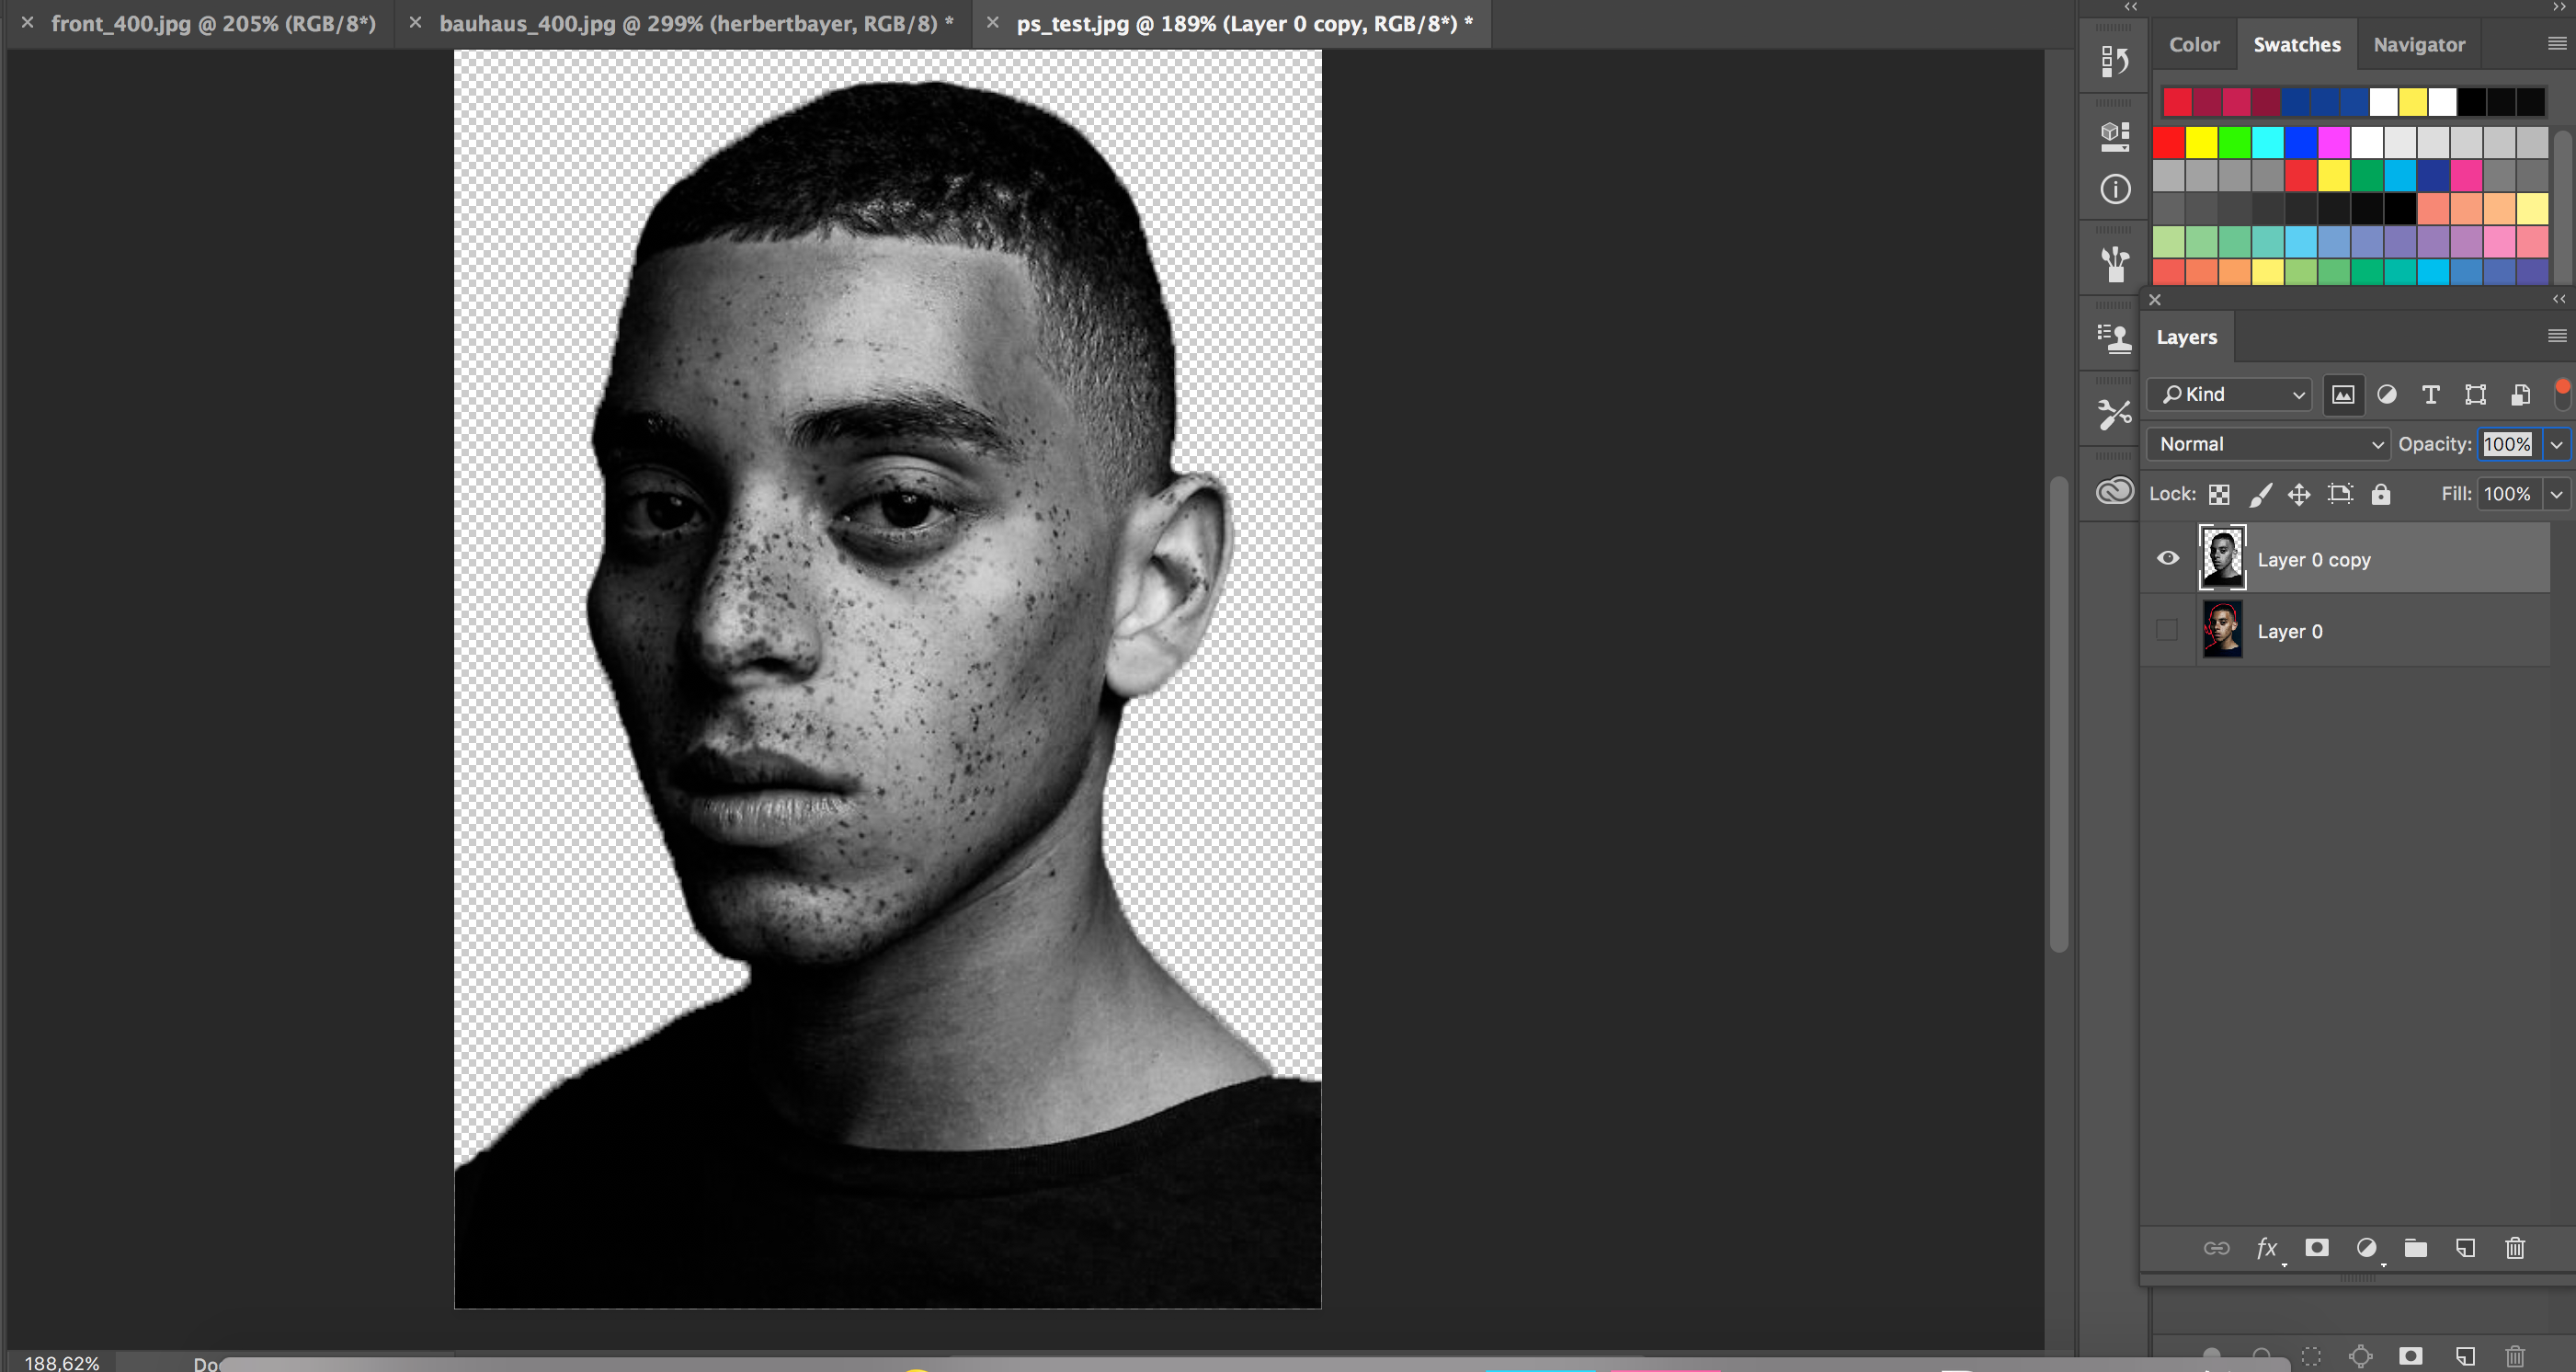 front_400.jpg @ 205% (RGB/8*)
bauhaus_400.jpg @ 299% (herbertbayer, RGB/8) *
ps_test.jpg @ 189% (Layer 0 copy, RGB/8*) *
Color
Swatches
Navigator
Layers
Kind
Normal
Opacity: 100%
Lock:
Fill: 100%
Layer 0 copy
Layer 0
fx
188,62%